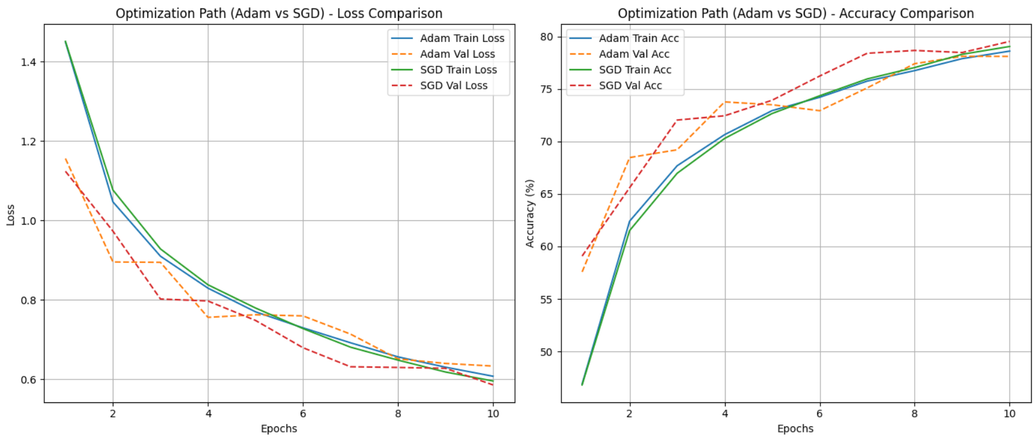 Optimization Path (Adam vs SGD) - Loss Comparison
Adam Train Loss
Adam Val Loss
SGD Train Loss
SGD Val Loss
Loss
1.4
1.2
1.0
0.8
0.6
2 4 6 8 10
Epochs
Optimization Path (Adam vs SGD) - Accuracy Comparison
Adam Train Acc
Adam Val Acc
SGD Train Acc
SGD Val Acc
Accuracy (%)
80
75
70
65
60
55
50
2 4 6 8 10
Epochs